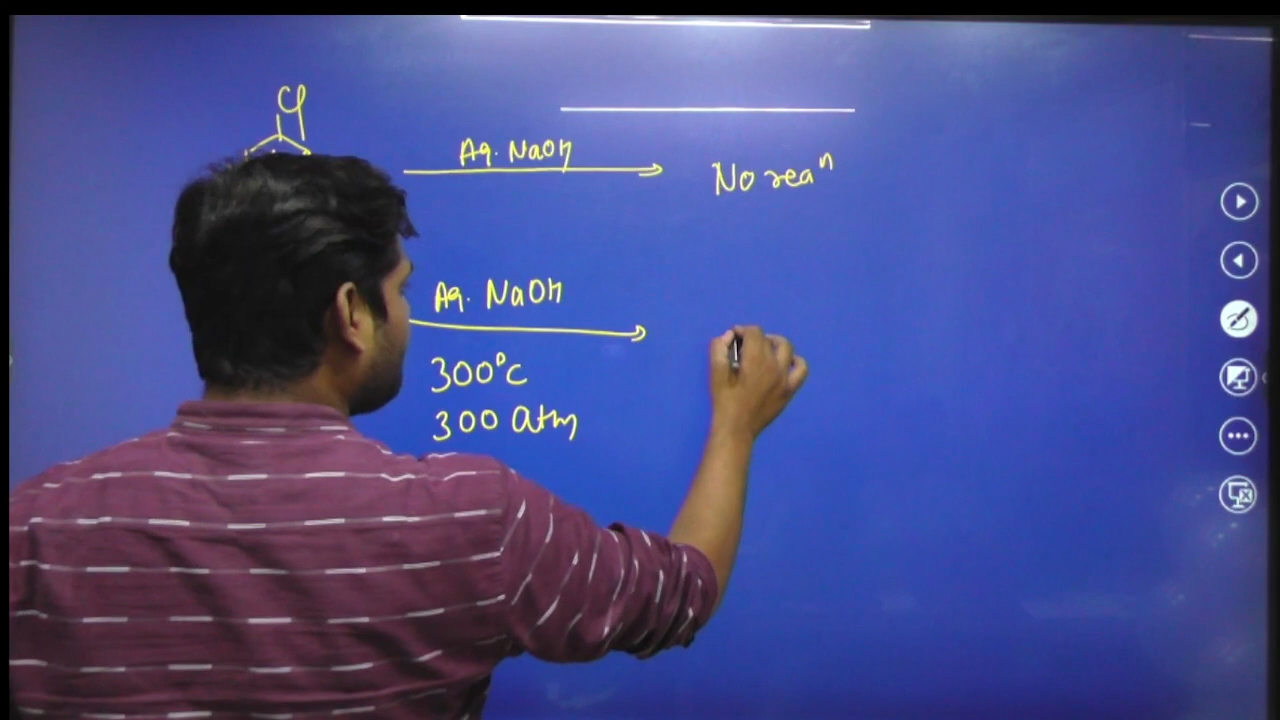 Cl
Aq. NaOH
No reaⁿ
Aq. NaOH
300°C
300 atm